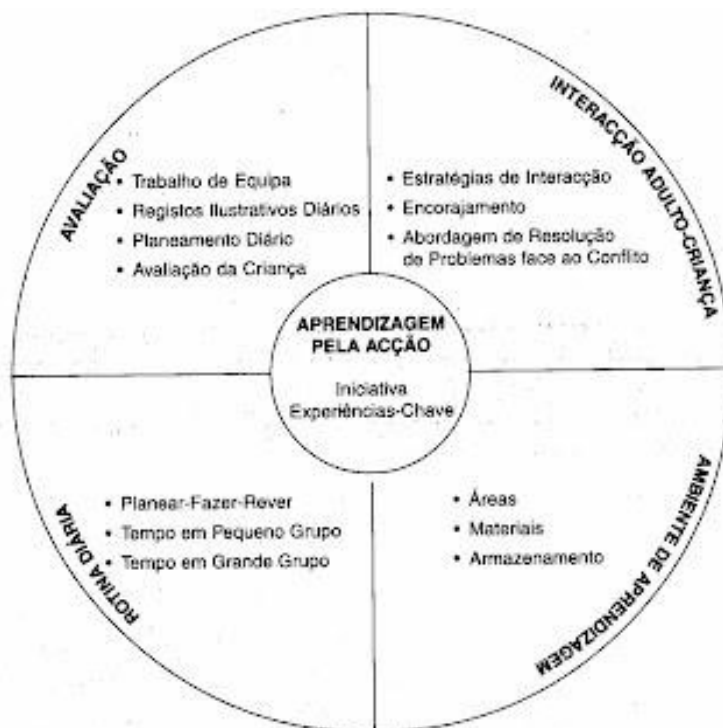 AVALIAÇÃO
• Trabalho de Equipa
• Registos Ilustrativos Diários
• Planeamento Diário
• Avaliação da Criança
INTERACÇÃO ADULTO-CRIANÇA
• Estratégias de Interacção
• Encorajamento
• Abordagem de Resolução
de Problemas face ao Conflito
APRENDIZAGEM
PELA ACÇÃO
Iniciativa
Experiências-Chave
ROTINA DIÁRIA
• Planear-Fazer-Rever
• Tempo em Pequeno Grupo
• Tempo em Grande Grupo
AMBIENTE DE APRENDIZAGEM
• Áreas
• Materiais
• Armazenamento